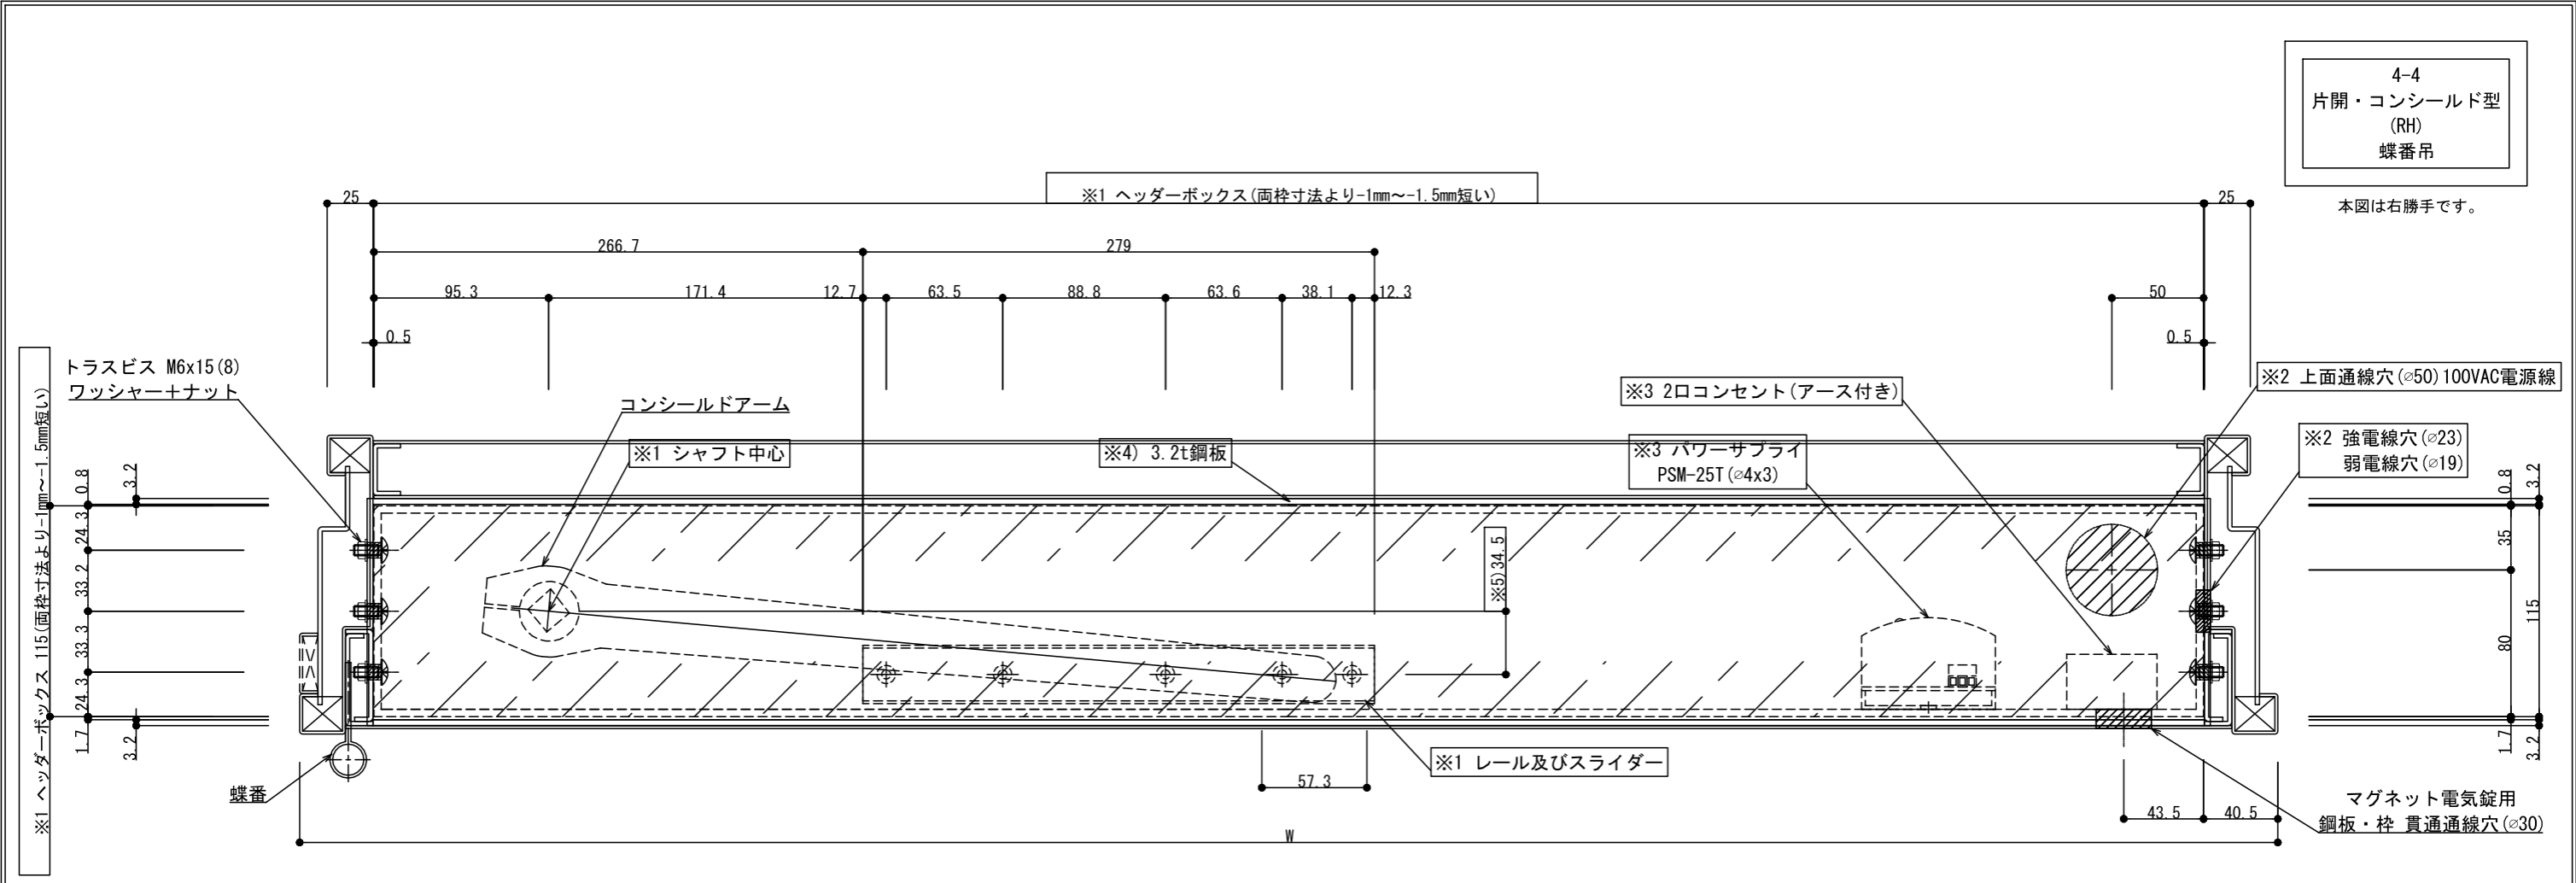 4-4
片開・コンシールド型
(RH)
蝶番吊
本図は右勝手です。
※1 ヘッダーボックス(両枠寸法より-1mm～-1.5mm短い)
25
25
266.7
279
95.3
171.4
12.7
63.5
88.8
63.6
38.1
12.3
50
0.5
0.5
トラスビス M6x15(8)
ワッシャー＋ナット
コンシールドアーム
※1 シャフト中心
※4) 3.2t鋼板
※3 2口コンセント(アース付き)
※3 パワーサプライ
PSM-25T(⌀4x3)
※2 上面通線穴(⌀50)100VAC電源線
※2 強電線穴(⌀23)
弱電線穴(⌀19)
※1 ヘッダーボックス 115(両枠寸法より-1mm～-1.5mm短い)
0.8
24.3
33.2
33.3
24.3
1.7
3.2
3.2
※5)34.5
0.8
35
80
1.7
3.2
115
3.2
蝶番
※1 レール及びスライダー
57.3
43.5
40.5
マグネット電気錠用
鋼板・枠 貫通通線穴(⌀30)
W